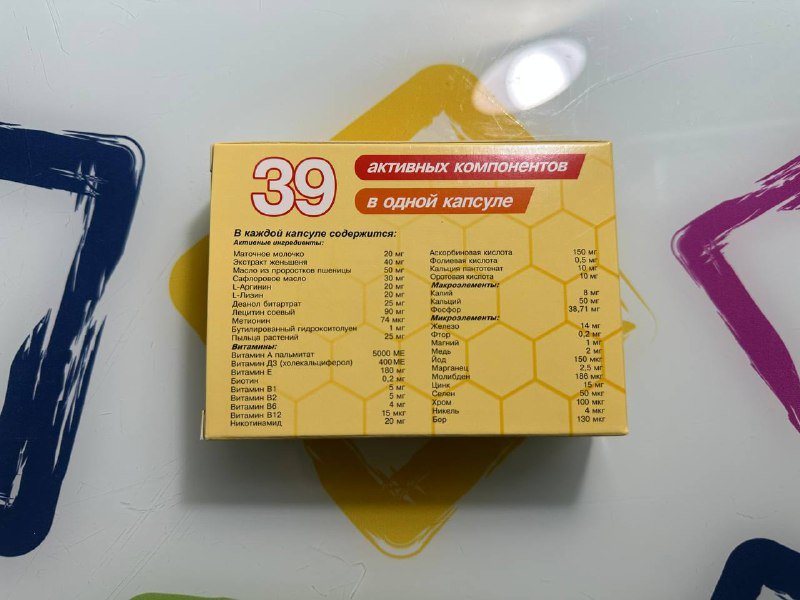 39
активных компонентов
в одной капсуле
В каждой капсуле содержится:
Активные ингредиенты:
Маточное молочко 20 мг
Экстракт женьшеня 40 мг
Масло из проростков пшеницы 50 мг
Сафлоровое масло 30 мг
L-Аргинин 20 мг
L-Лизин 20 мг
Деанол битартрат 25 мг
Лецитин соевый 90 мг
Метионин 74 мкг
Бутилированный гидрокситолуен 1 мг
Пыльца растений 25 мг
Витамины:
Витамин А пальмитат 5000 МЕ
Витамин Д3 (холекальциферол) 400 МЕ
Витамин Е 180 мг
Биотин 0,2 мг
Витамин В1 5 мг
Витамин В2 5 мг
Витамин В6 4 мг
Витамин В12 15 мкг
Никотинамид 20 мг
Аскорбиновая кислота 150 мг
Фолиевая кислота 0,5 мг
Кальция пантотенат 10 мг
Оротовая кислота 10 мг
Макроэлементы:
Калий 8 мг
Кальций 50 мг
Фосфор 38,71 мг
Микроэлементы:
Железо 14 мг
Фтор 0,2 мг
Магний 1 мг
Медь 2 мг
Йод 150 мкг
Марганец 2,5 мг
Молибден 186 мкг
Цинк 15 мг
Селен 50 мкг
Хром 100 мкг
Никель 4 мкг
Бор 130 мкг